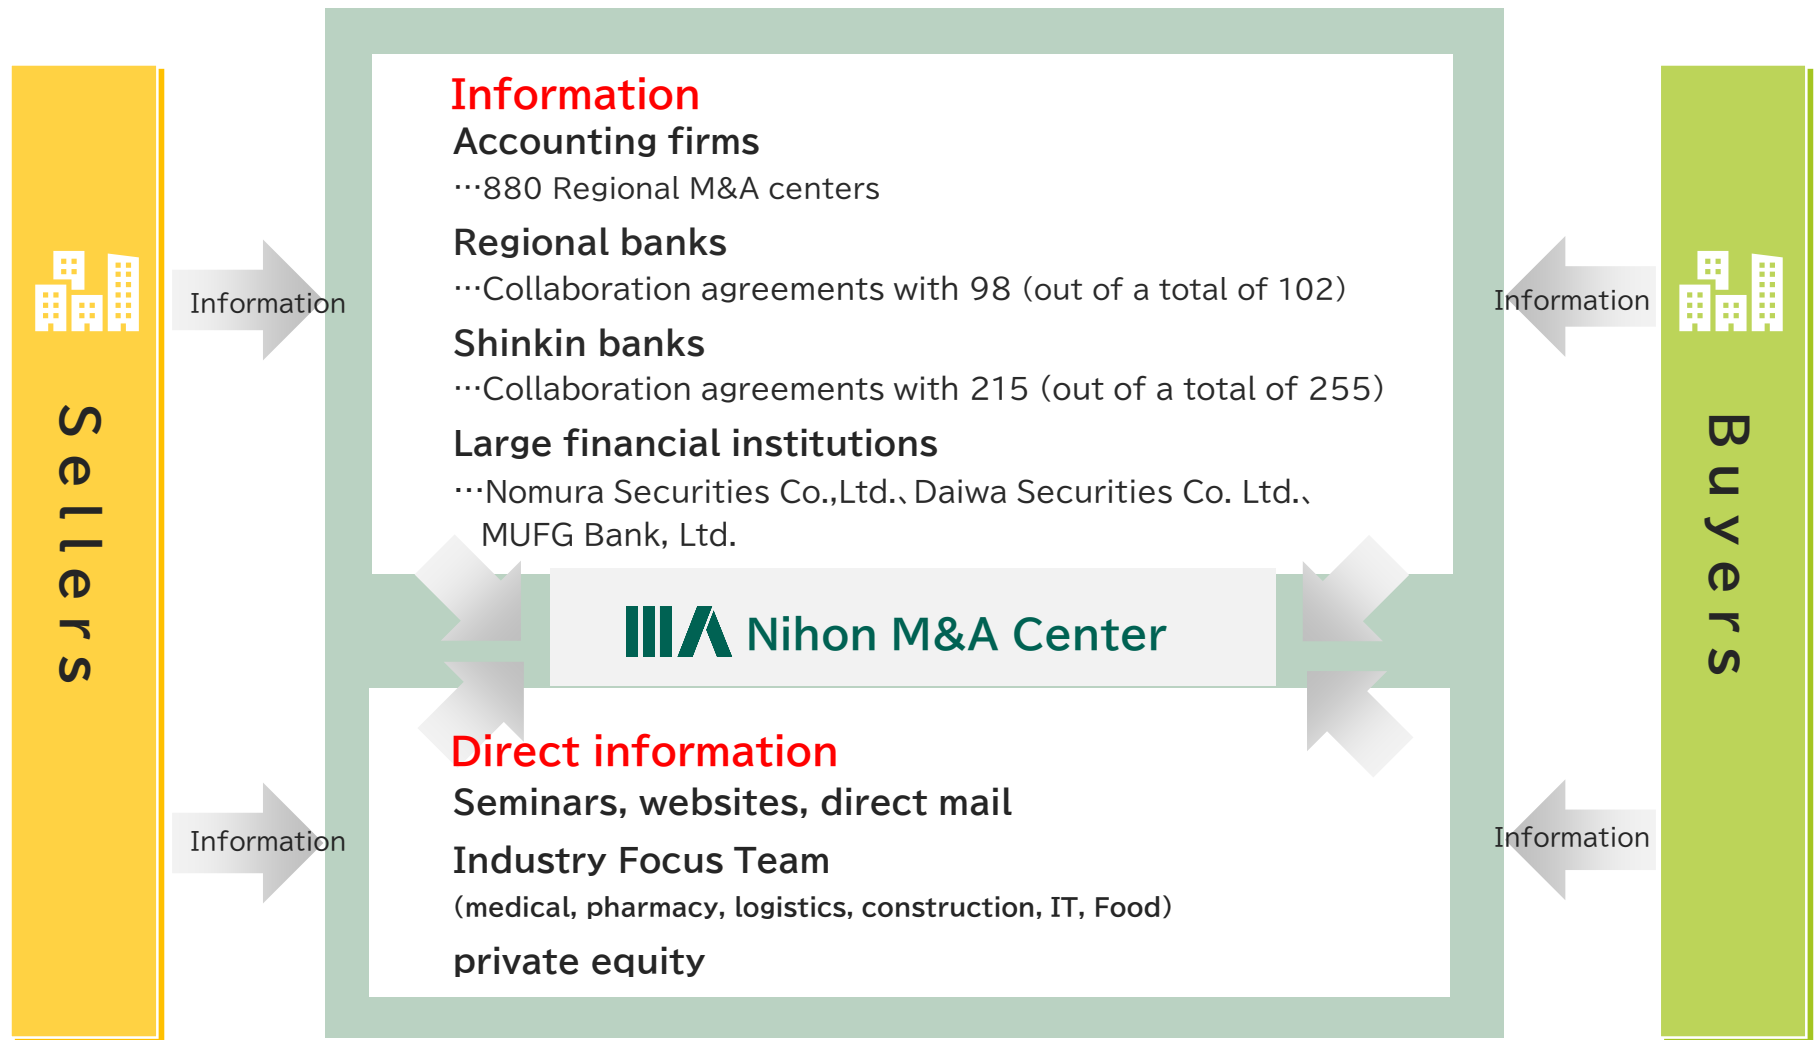 Sellers
Information
Information
Information
Accounting firms
…880 Regional M&A centers
Regional banks
…Collaboration agreements with 98 (out of a total of 102)
Shinkin banks
…Collaboration agreements with 215 (out of a total of 255)
Large financial institutions
…Nomura Securities Co.,Ltd.、Daiwa Securities Co. Ltd.、
MUFG Bank, Ltd.
Nihon M&A Center
Direct information
Seminars, websites, direct mail
Industry Focus Team
(medical, pharmacy, logistics, construction, IT, Food)
private equity
Information
Information
Buyers